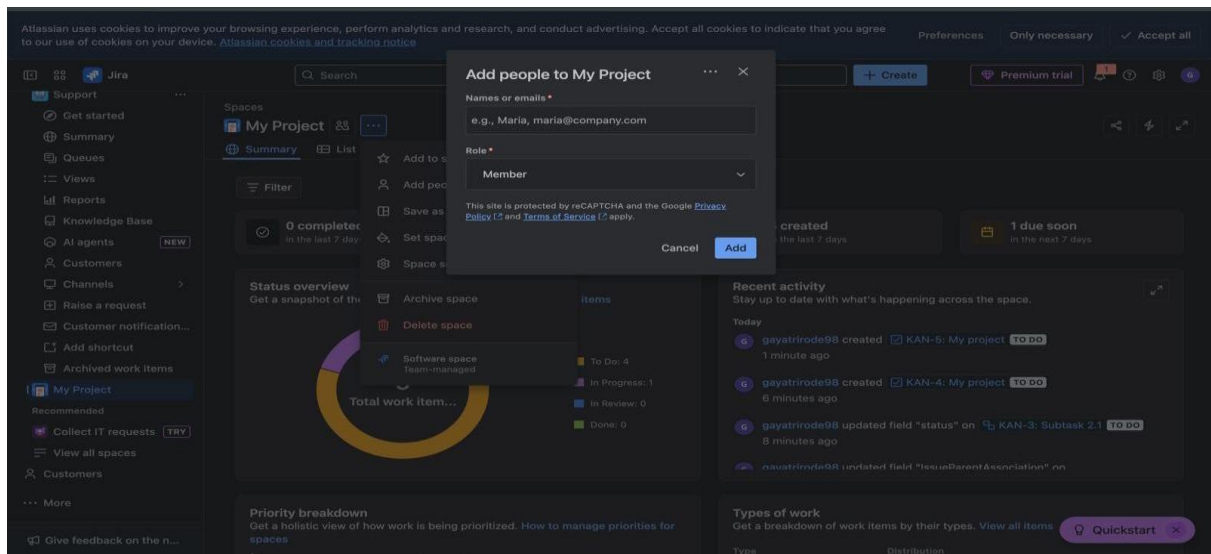 Atlassian uses cookies to improve your browsing experience, perform analytics and research, and conduct advertising. Accept all cookies to indicate that you agree
to our use of cookies on your device. Atlassian cookies and tracking notice
Preferences
Only necessary
Accept all
Jira
Search
+ Create
Premium trial
1
G
Support
Get started
Summary
Queues
Views
Reports
Knowledge Base
AI agents NEW
Customers
Channels
Raise a request
Customer notification...
Add shortcut
Archived work items
My Project
Recommended
Collect IT requests TRY
View all spaces
Customers
More
Give feedback on the n...
Spaces
My Project
Summary
List
Filter
0 completed
in the last 7 day
Add to s
Add peo
Save as
Set spac
Space s
Archive space
Delete space
Software space
Team-managed
Add people to My Project
Names or emails *
e.g., Maria, maria@company.com
Role *
Member
This site is protected by reCAPTCHA and the Google Privacy
Policy and Terms of Service apply.
Cancel
Add
created
the last 7 days
1 due soon
in the next 7 days
Status overview
Get a snapshot of th
items
Total work item...
To Do: 4
In Progress: 1
In Review: 0
Done: 0
Recent activity
Stay up to date with what's happening across the space.
Today
G gayatrirode98 created KAN-5: My project TO DO
1 minute ago
G gayatrirode98 created KAN-4: My project TO DO
6 minutes ago
G gayatrirode98 updated field "status" on KAN-3: Subtask 2.1 TO DO
8 minutes ago
gayatrirode98 updated field "IssueParentAssociation" on
Priority breakdown
Get a holistic view of how work is being prioritized. How to manage priorities for
spaces
Types of work
Get a breakdown of work items by their types. View all items
Type
Distribution
Quickstart